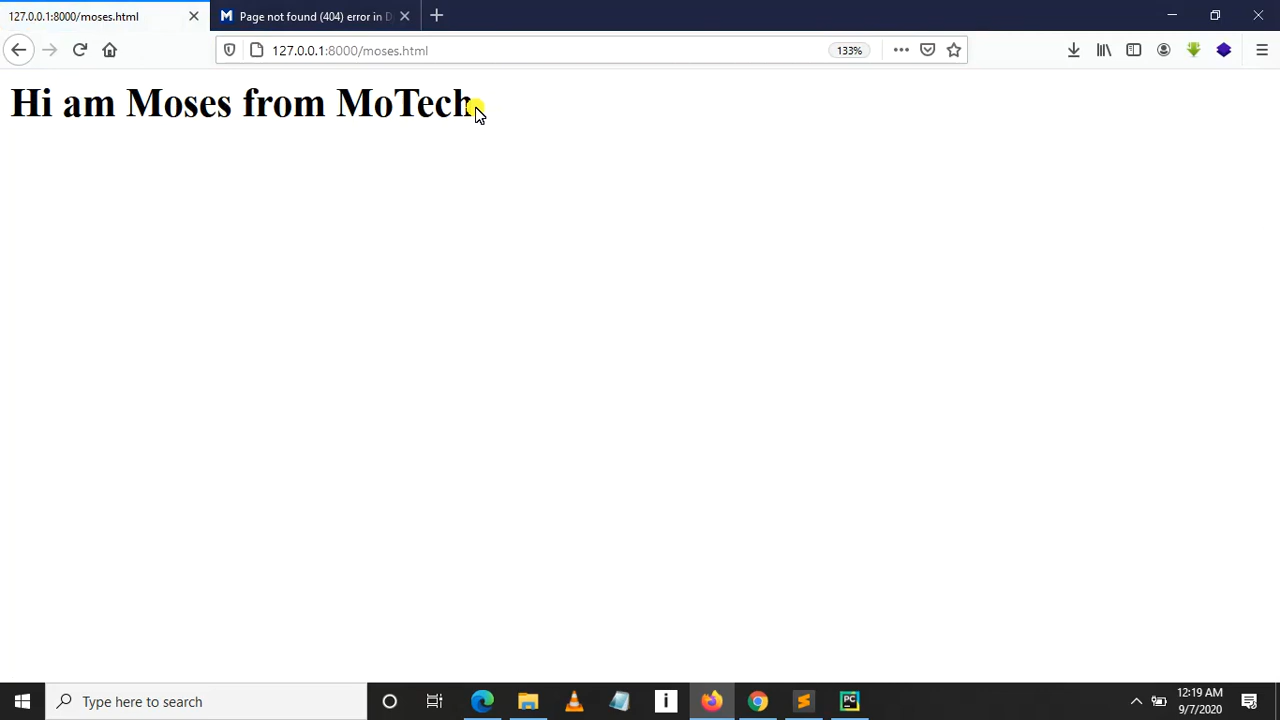 127.0.0.1:8000/moses.html
Page not found (404) error in D
127.0.0.1:8000/moses.html
133%
Hi am Moses from MoTech
Type here to search
12:19 AM
9/7/2020